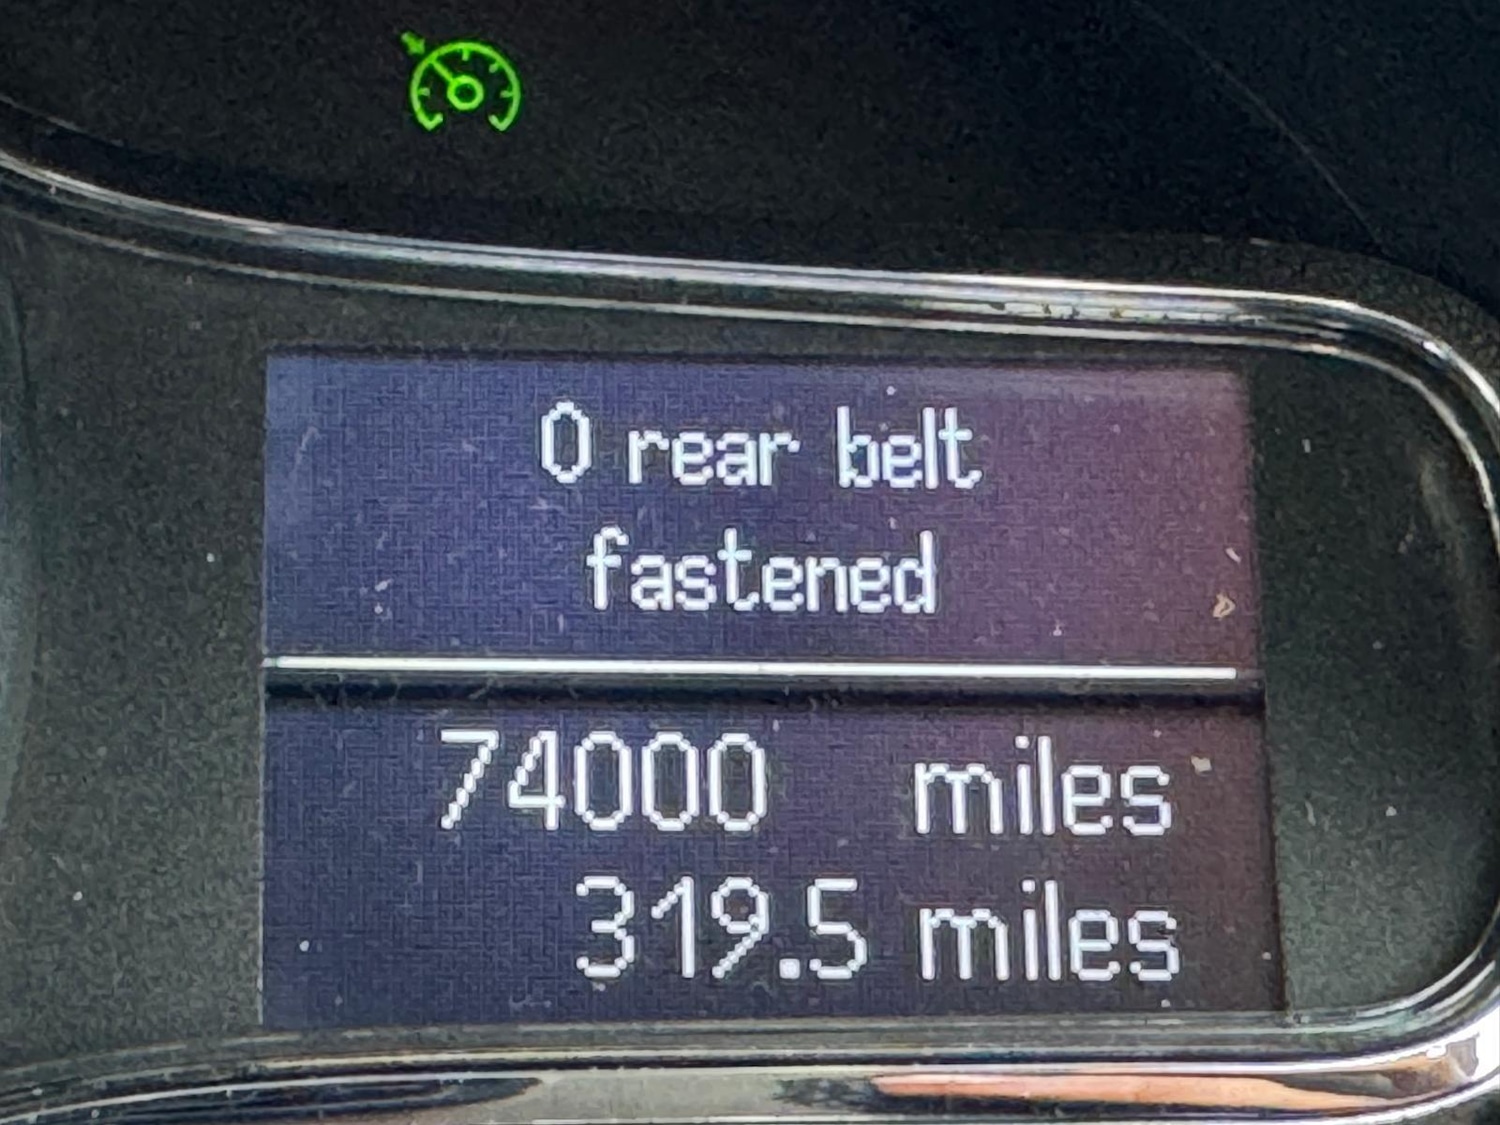 0 rear belt
fastened
74000 miles
319.5 miles